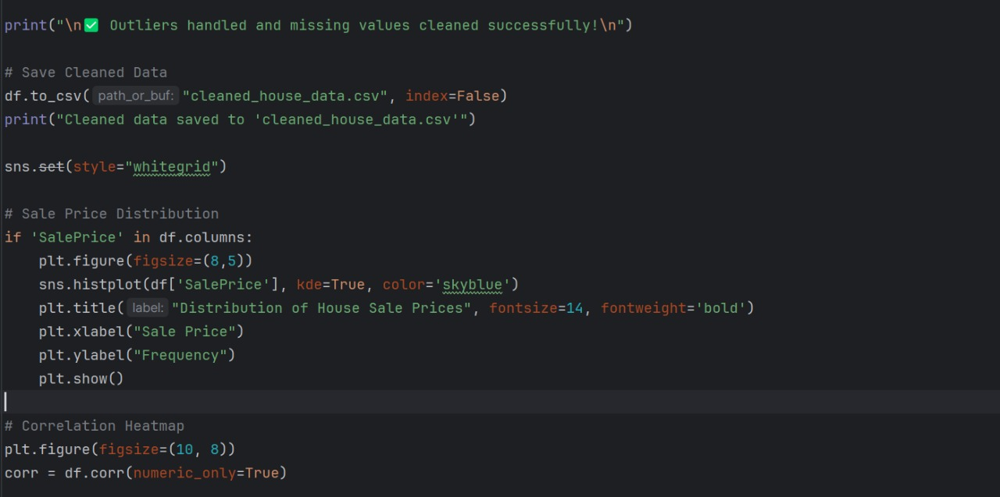 print("\n✅ Outliers handled and missing values cleaned successfully!\n")
# Save Cleaned Data
df.to_csv( path_or_buf: "cleaned_house_data.csv", index=False)
print("Cleaned data saved to 'cleaned_house_data.csv'")
sns.set(style="whitegrid")
# Sale Price Distribution
if 'SalePrice' in df.columns:
    plt.figure(figsize=(8,5))
    sns.histplot(df['SalePrice'], kde=True, color='skyblue')
    plt.title( label: "Distribution of House Sale Prices", fontsize=14, fontweight='bold')
    plt.xlabel("Sale Price")
    plt.ylabel("Frequency")
    plt.show()
# Correlation Heatmap
plt.figure(figsize=(10, 8))
corr = df.corr(numeric_only=True)